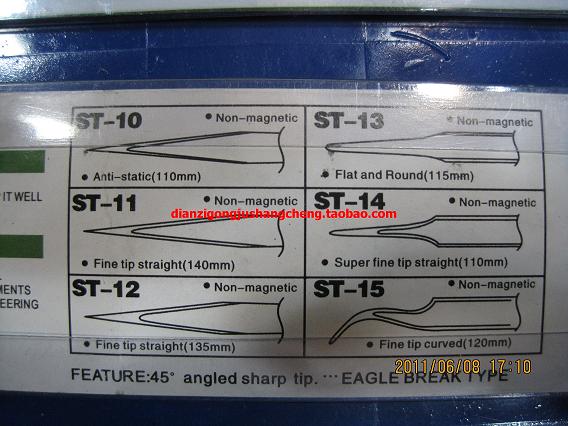 ST-10 • Non-magnetic
• Anti-static(110mm)
ST-13 • Non-magnetic
• Flat and Round(115mm)
IT WELL
ST-11 • Non-magnetic
• Fine tip straight(140mm)
ST-14 • Non-magnetic
• Super fine tip straight(110mm)
dianzigongjushangcheng.taobao.com
MENTS
EERING
ST-12 • Non-magnetic
• Fine tip straight(135mm)
ST-15 • Non-magnetic
• Fine tip curved(120mm)
FEATURE:45° angled sharp tip. ··· EAGLE BREAK TYPE
2011/06/08 17:10